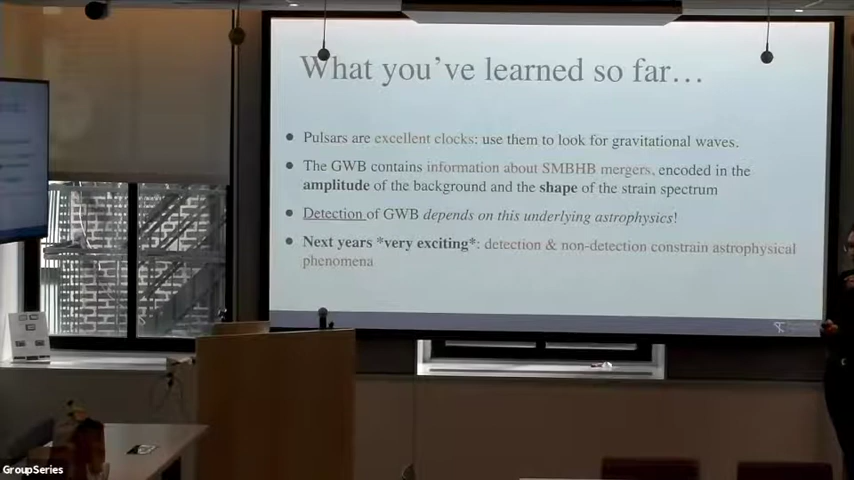 What you've learned so far…
• Pulsars are excellent clocks: use them to look for gravitational waves.
• The GWB contains information about SMBHB mergers, encoded in the
amplitude of the background and the shape of the strain spectrum
• Detection of GWB depends on this underlying astrophysics!
• Next years *very exciting*: detection & non-detection constrain astrophysical
phenomena
GroupSeries